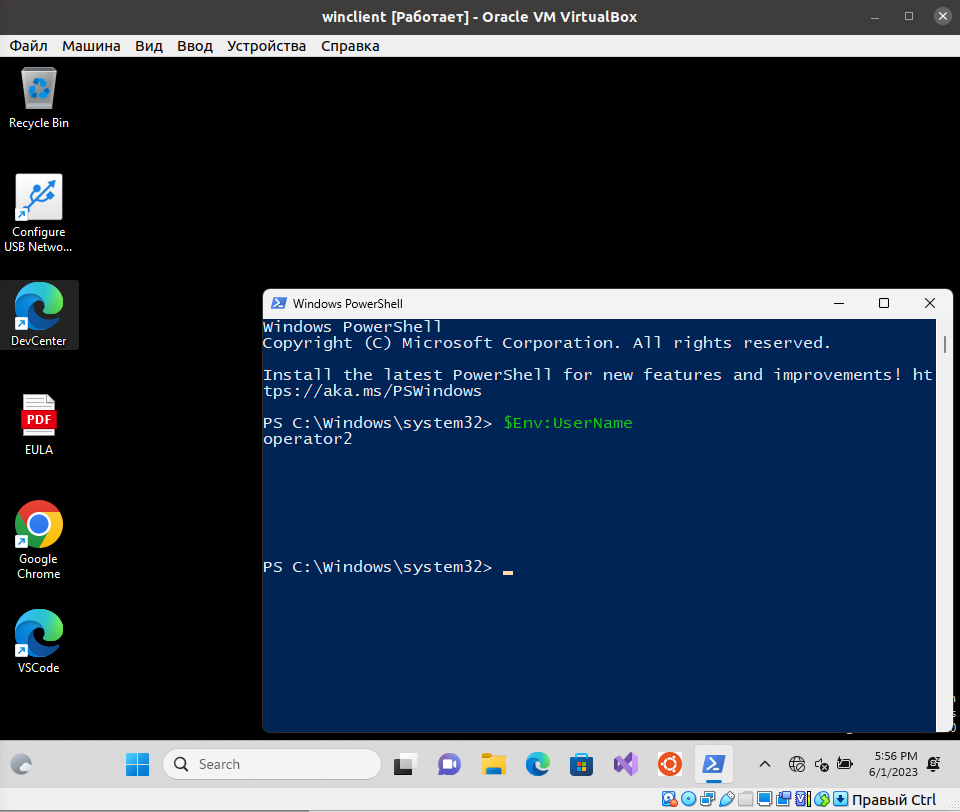 winclient [Работает] - Oracle VM VirtualBox
Файл Машина Вид Ввод Устройства Справка
Recycle Bin
Configure
USB Netwo...
DevCenter
PDF
EULA
Google
Chrome
VSCode
Windows PowerShell
Windows PowerShell
Copyright (C) Microsoft Corporation. All rights reserved.
Install the latest PowerShell for new features and improvements! ht
tps://aka.ms/PSWindows
PS C:\Windows\system32> $Env:UserName
operator2
PS C:\Windows\system32>
Search
5:56 PM
6/1/2023
Правый Ctrl